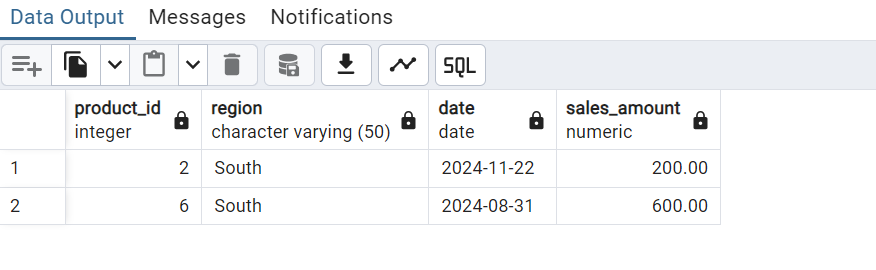 Data Output Messages Notifications
SQL
product_id region date sales_amount
integer character varying (50) date numeric
1 2 South 2024-11-22 200.00
2 6 South 2024-08-31 600.00